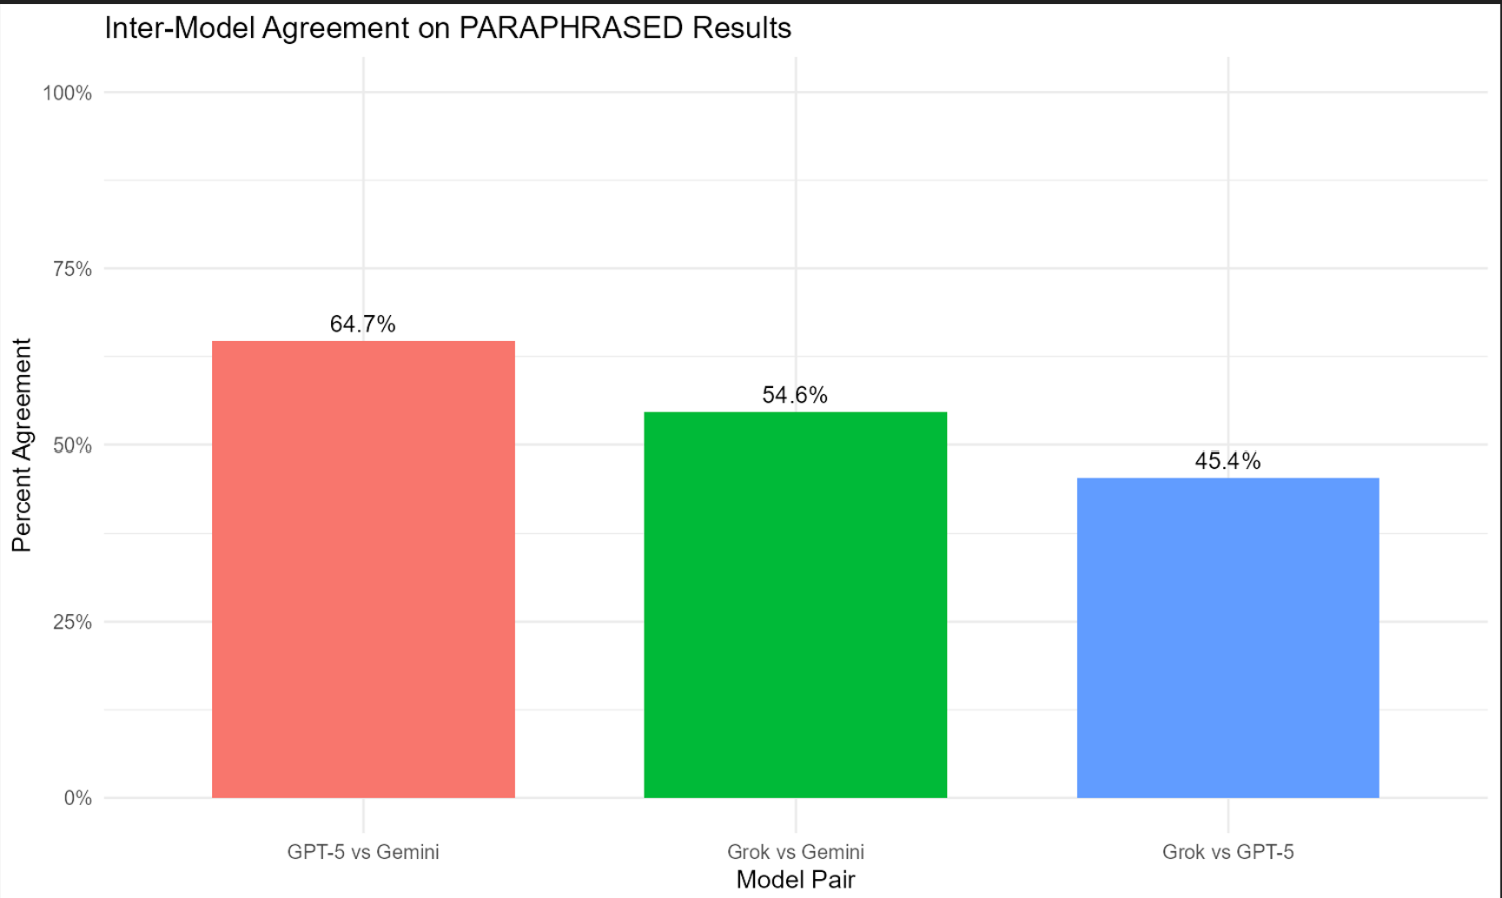 Inter-Model Agreement on PARAPHRASED Results
Percent Agreement
100%
75%
50%
25%
0%
64.7%
54.6%
45.4%
GPT-5 vs Gemini
Grok vs Gemini
Grok vs GPT-5
Model Pair